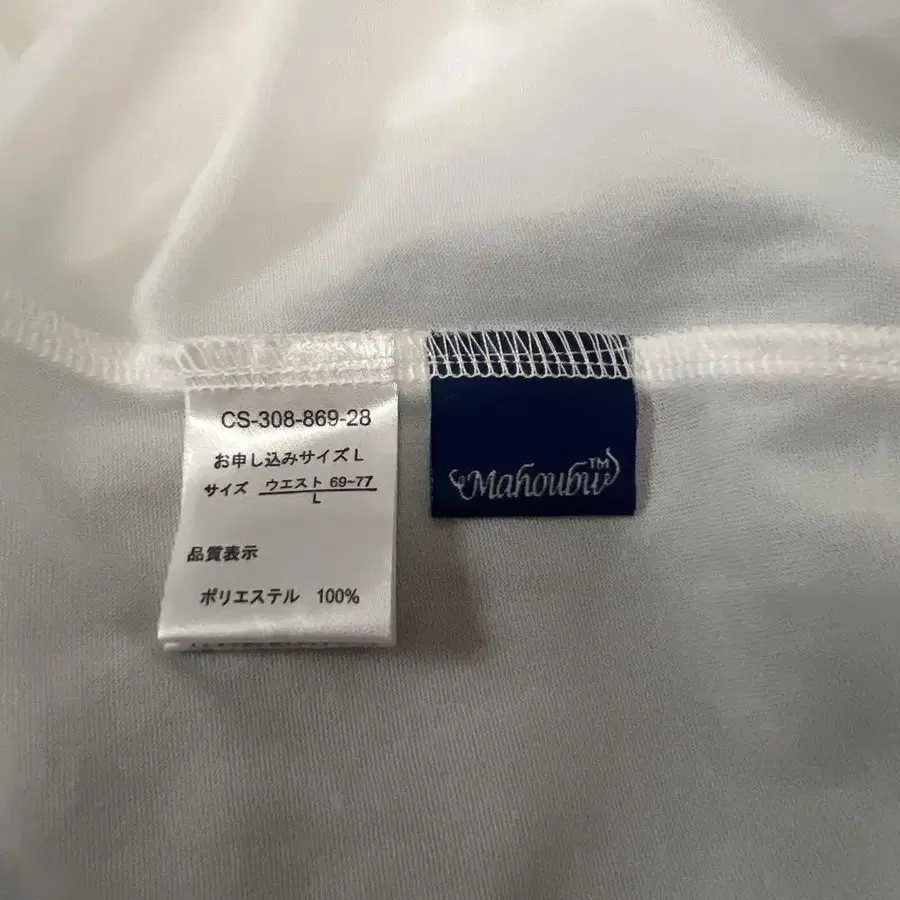 CS-308-869-28
お申し込みサイズ L
サイズ ウエスト 69~77
L
品質表示
ポリエステル 100%
Mahoubu™